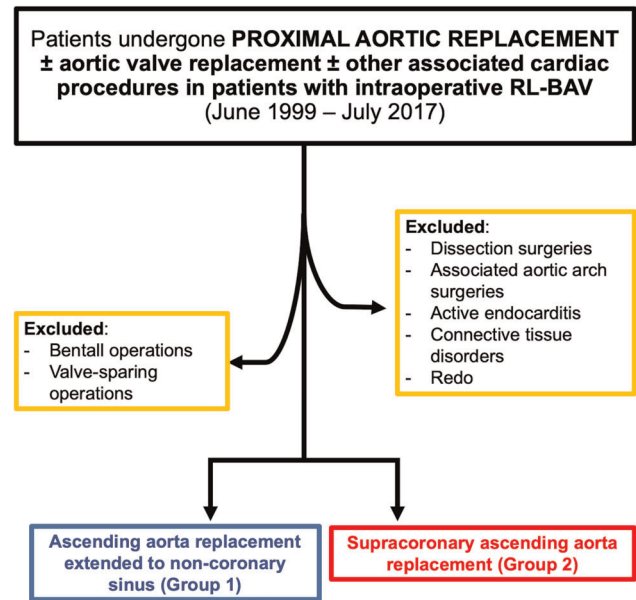 Patients undergone PROXIMAL AORTIC REPLACEMENT
± aortic valve replacement ± other associated cardiac
procedures in patients with intraoperative RL-BAV
(June 1999 – July 2017)
Excluded:
- Dissection surgeries
- Associated aortic arch
surgeries
- Active endocarditis
- Connective tissue
disorders
- Redo
Excluded:
- Bentall operations
- Valve-sparing
operations
Ascending aorta replacement
extended to non-coronary
sinus (Group 1)
Supracoronary ascending aorta
replacement (Group 2)